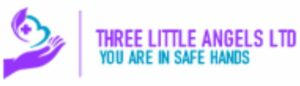 THREE LITTLE ANGELS LTD
YOU ARE IN SAFE HANDS